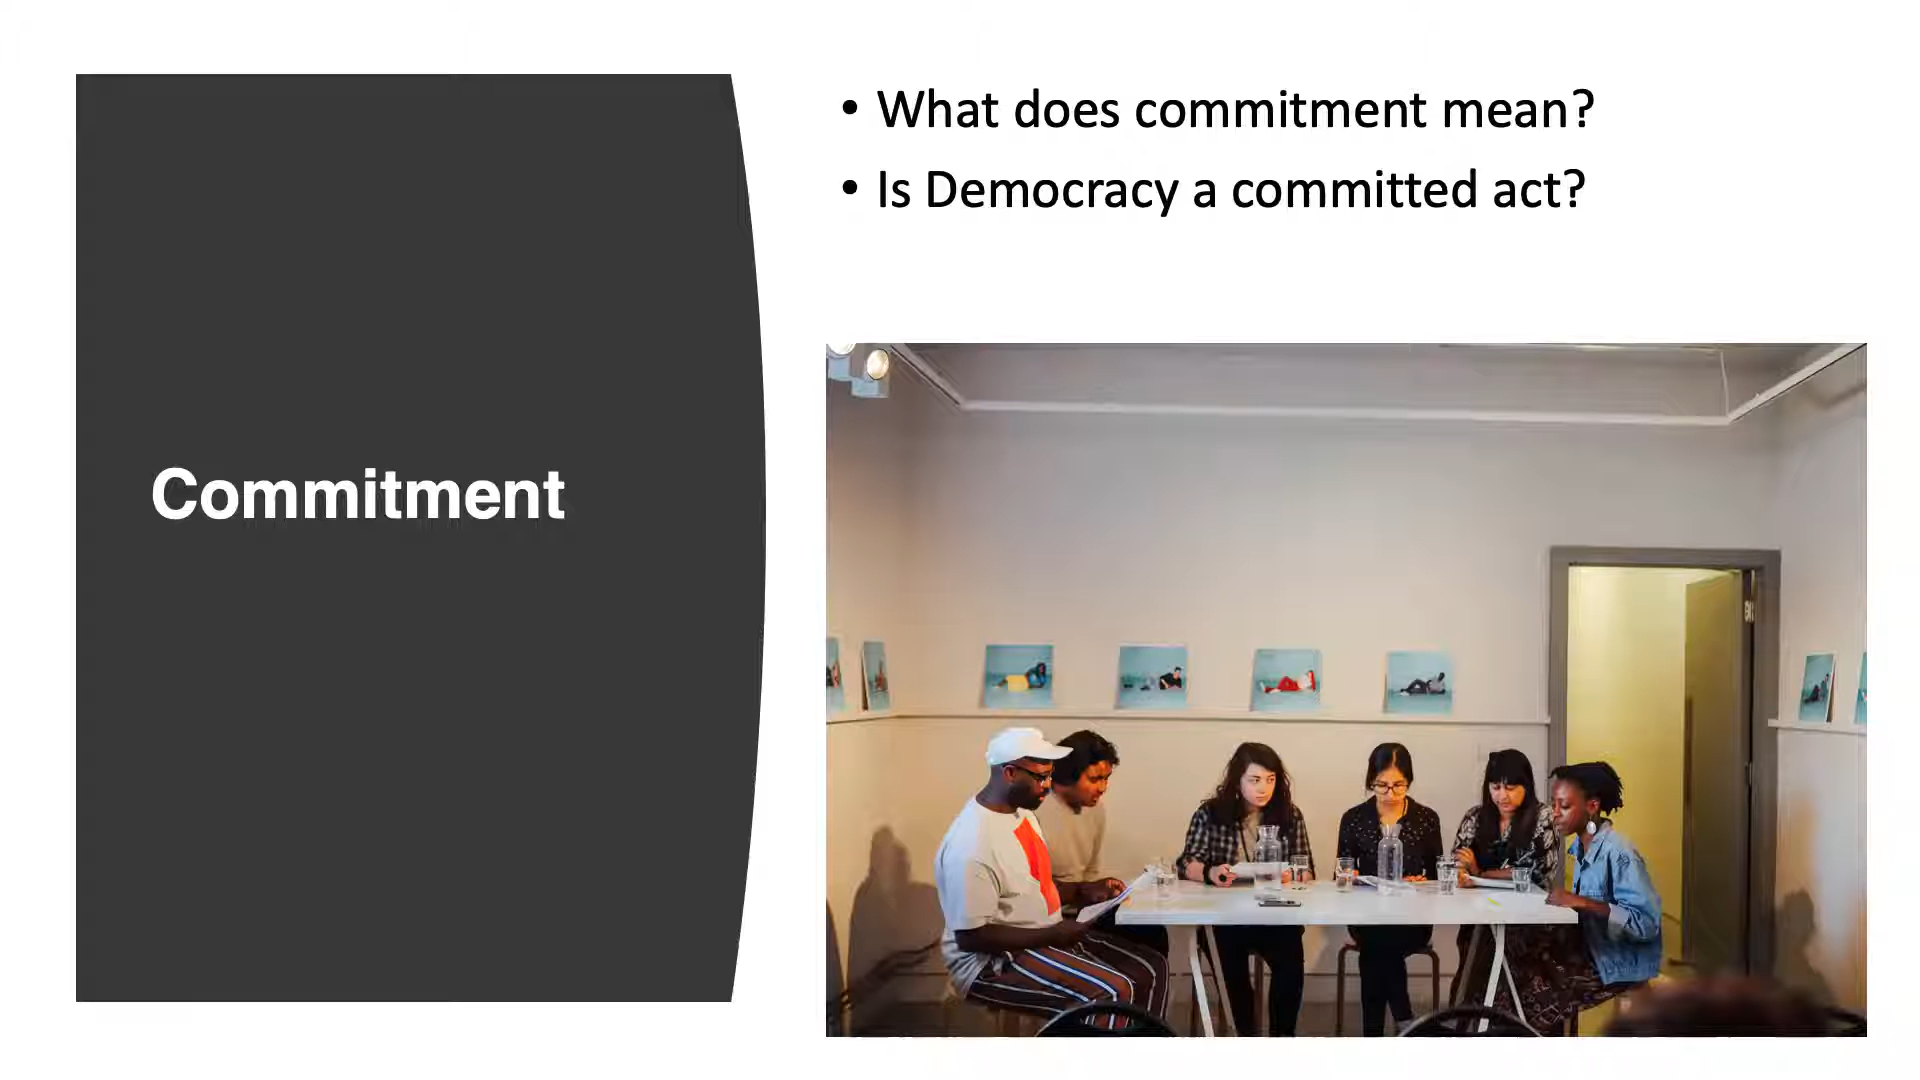 Commitment
• What does commitment mean?
• Is Democracy a committed act?